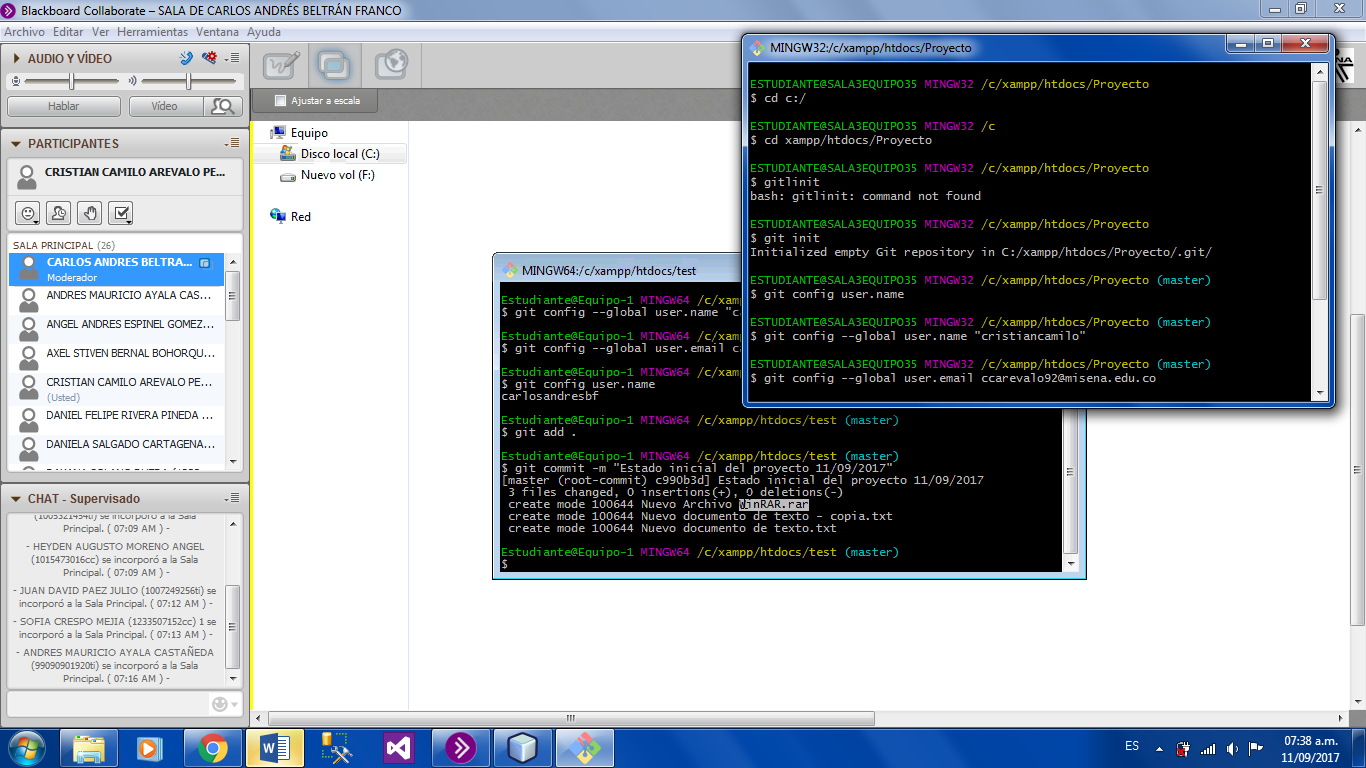 Blackboard Collaborate – SALA DE CARLOS ANDRÉS BELTRÁN FRANCO
Archivo Editar Ver Herramientas Ventana Ayuda
AUDIO Y VÍDEO
Hablar
Vídeo
PARTICIPANTES
CRISTIAN CAMILO AREVALO PE...
SALA PRINCIPAL (26)
CARLOS ANDRES BELTRA...
Moderador
ANDRES MAURICIO AYALA CAS...
ANGEL ANDRES ESPINEL GOMEZ...
AXEL STIVEN BERNAL BOHORQU...
CRISTIAN CAMILO AREVALO PE...
(Usted)
DANIEL FELIPE RIVERA PINEDA ...
DANIELA SALGADO CARTAGENA...
CHAT - Supervisado
se incorporó a la Sala
Principal. ( 07:09 AM ) -
- HEYDEN AUGUSTO MORENO ANGEL
(1015473016cc) se incorporó a la Sala
Principal. ( 07:09 AM ) -
- JUAN DAVID PAEZ JULIO (1007249256ti) se
incorporó a la Sala Principal. ( 07:12 AM ) -
- SOFIA CRESPO MEJIA (1233507152cc) 1 se
incorporó a la Sala Principal. ( 07:13 AM ) -
- ANDRES MAURICIO AYALA CASTAÑEDA
(99090901920ti) se incorporó a la Sala
Principal. ( 07:16 AM ) -
Ajustar a escala
Equipo
Disco local (C:)
Nuevo vol (F:)
Red
MINGW64:/c/xampp/htdocs/test
Estudiante@Equipo-1 MINGW64 /c/xam
$ git config --global user.name "c
Estudiante@Equipo-1 MINGW64 /c/xam
$ git config --global user.email c
Estudiante@Equipo-1 MINGW64 /c/xam
$ git config user.name
carlosandresbf
Estudiante@Equipo-1 MINGW64 /c/xampp/htdocs/test (master)
$ git add .
Estudiante@Equipo-1 MINGW64 /c/xampp/htdocs/test (master)
$ git commit -m "Estado inicial del proyecto 11/09/2017"
[master (root-commit) c990b3d] Estado inicial del proyecto 11/09/2017
3 files changed, 0 insertions(+), 0 deletions(-)
create mode 100644 Nuevo Archivo WinRAR.rar
create mode 100644 Nuevo documento de texto - copia.txt
create mode 100644 Nuevo documento de texto.txt
Estudiante@Equipo-1 MINGW64 /c/xampp/htdocs/test (master)
$
MINGW32:/c/xampp/htdocs/Proyecto
ESTUDIANTE@SALA3EQUIPO35 MINGW32 /c/xampp/htdocs/Proyecto
$ cd c:/
ESTUDIANTE@SALA3EQUIPO35 MINGW32 /c
$ cd xampp/htdocs/Proyecto
ESTUDIANTE@SALA3EQUIPO35 MINGW32 /c/xampp/htdocs/Proyecto
$ gitlinit
bash: gitlinit: command not found
ESTUDIANTE@SALA3EQUIPO35 MINGW32 /c/xampp/htdocs/Proyecto
$ git init
Initialized empty Git repository in C:/xampp/htdocs/Proyecto/.git/
ESTUDIANTE@SALA3EQUIPO35 MINGW32 /c/xampp/htdocs/Proyecto (master)
$ git config user.name
ESTUDIANTE@SALA3EQUIPO35 MINGW32 /c/xampp/htdocs/Proyecto (master)
$ git config --global user.name "cristiancamilo"
ESTUDIANTE@SALA3EQUIPO35 MINGW32 /c/xampp/htdocs/Proyecto (master)
$ git config --global user.email ccarevalo92@misena.edu.co
ES
07:38 a.m.
11/09/2017